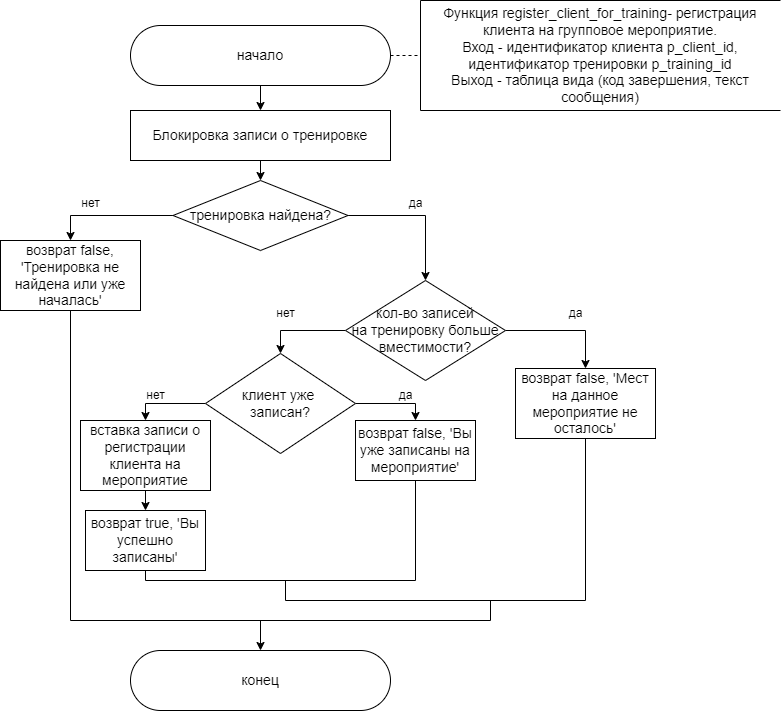 Функция register_client_for_training- регистрация
клиента на групповое мероприятие.
Вход - идентификатор клиента p_client_id,
идентификатор тренировки p_training_id
Выход - таблица вида (код завершения, текст
сообщения)
начало
Блокировка записи о тренировке
нет
да
тренировка найдена?
возврат false,
'Тренировка не
найдена или уже
началась'
нет
кол-во записей
на тренировку больше
вместимости?
да
нет
клиент уже
записан?
да
возврат false, 'Мест
на данное
мероприятие не
осталось'
вставка записи о
регистрации
клиента на
мероприятие
возврат false, 'Вы
уже записаны на
мероприятие'
возврат true, 'Вы
успешно
записаны'
конец